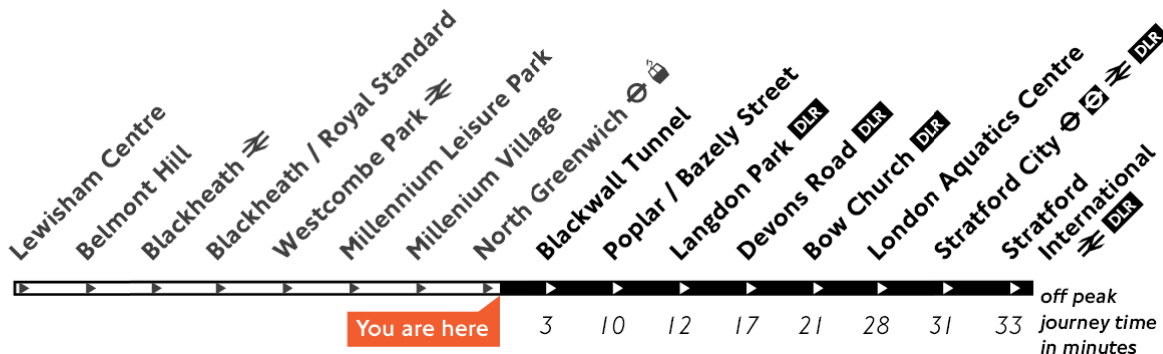 Lewisham Centre
Belmont Hill
Blackheath
Blackheath / Royal Standard
Westcombe Park
Millennium Leisure Park
Millenium Village
North Greenwich
Blackwall Tunnel
Poplar / Bazely Street
Langdon Park DLR
Devons Road DLR
Bow Church DLR
London Aquatics Centre
Stratford City DLR
Stratford
International
DLR
You are here
3 10 12 17 21 28 31 33
off peak
journey time
in minutes